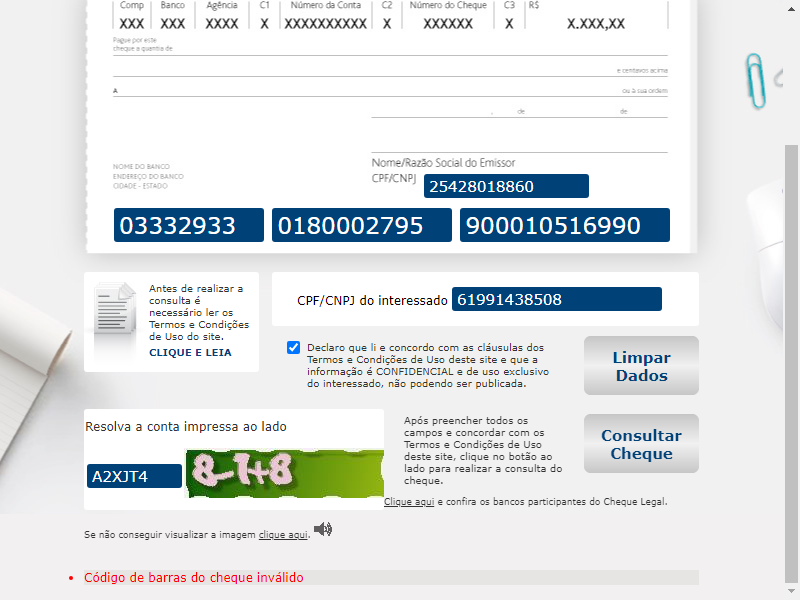 Comp Banco Agência C1 Número da Conta C2 Número do Cheque C3 R$
XXX XXX XXXX X XXXXXXXXXX X XXXXXX X X.XXX,XX
Pague por este
cheque a quantia de
e centavos acima
A ou à sua ordem
, de de
NOME DO BANCO
ENDEREÇO DO BANCO
CIDADE - ESTADO
Nome/Razão Social do Emissor
CPF/CNPJ 25428018860
03332933 0180002795 900010516990
Antes de realizar a
consulta é
necessário ler os
Termos e Condições
de Uso do site.
CLIQUE E LEIA
CPF/CNPJ do interessado 61991438508
Declaro que li e concordo com as cláusulas dos
Termos e Condições de Uso deste site e que a
informação é CONFIDENCIAL e de uso exclusivo
do interessado, não podendo ser publicada.
Limpar
Dados
Resolva a conta impressa ao lado
A2XJT4
8-7+8
Após preencher todos os
campos e concordar com os
Termos e Condições de Uso
deste site, clique no botão ao
lado para realizar a consulta do
cheque.
Consultar
Cheque
Clique aqui e confira os bancos participantes do Cheque Legal.
Se não conseguir visualizar a imagem clique aqui.
Código de barras do cheque inválido